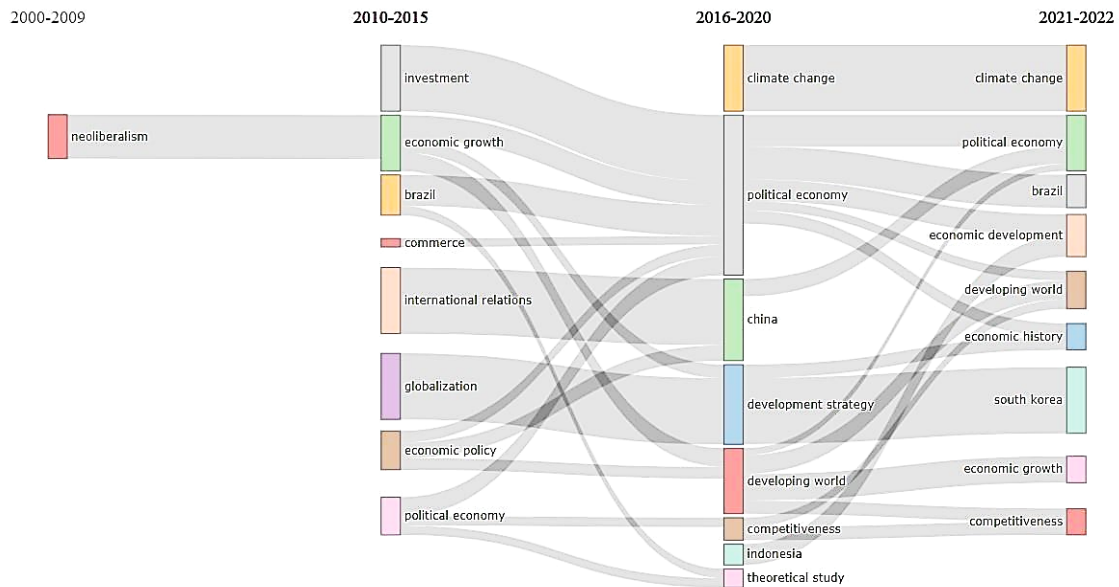 2000-2009
2010-2015
2016-2020
2021-2022
neoliberalism
investment
economic growth
brazil
commerce
international relations
globalization
economic policy
political economy
climate change
political economy
china
development strategy
developing world
competitiveness
indonesia
theoretical study
climate change
political economy
brazil
economic development
developing world
economic history
south korea
economic growth
competitiveness